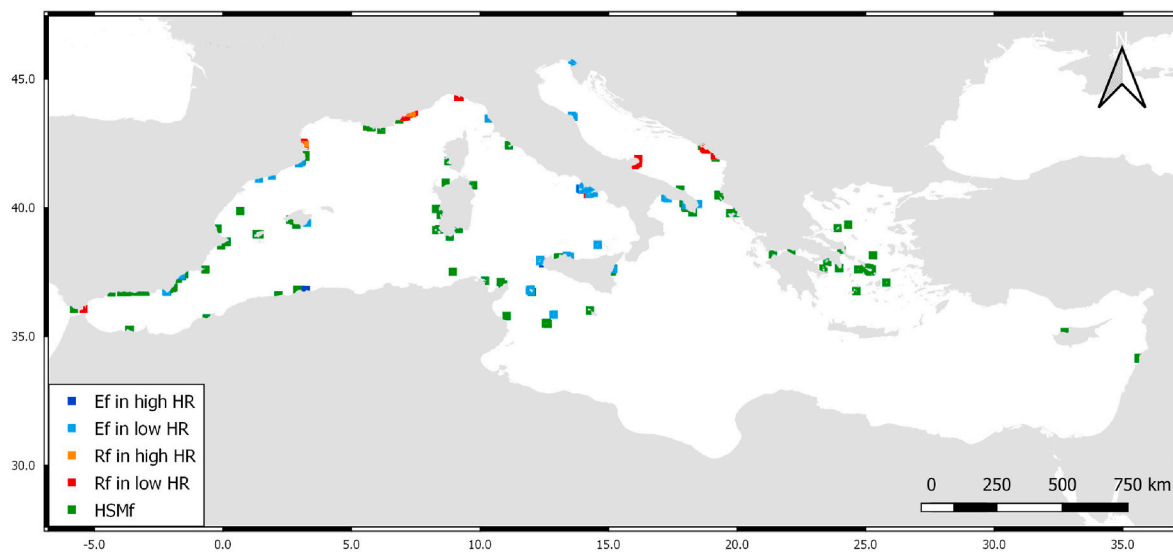 N
45.0
40.0
35.0
30.0
Ef in high HR
Ef in low HR
Rf in high HR
Rf in low HR
HSMf
0 250 500 750 km
-5.0 0.0 5.0 10.0 15.0 20.0 25.0 30.0 35.0